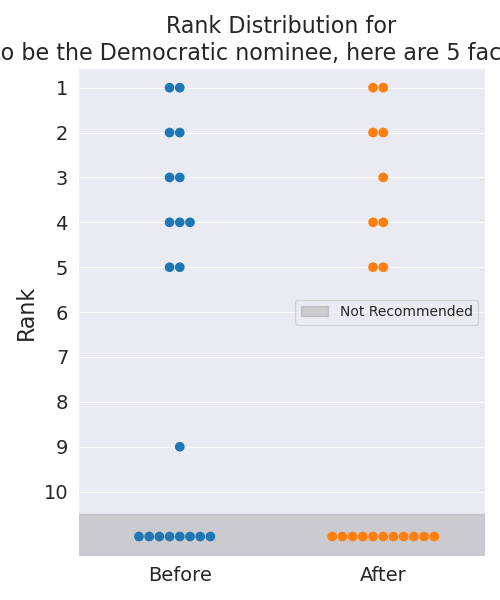 Rank Distribution for
o be the Democratic nominee, here are 5 fac
1
2
3
4
5
6
7
8
9
10
Rank
Not Recommended
Before
After